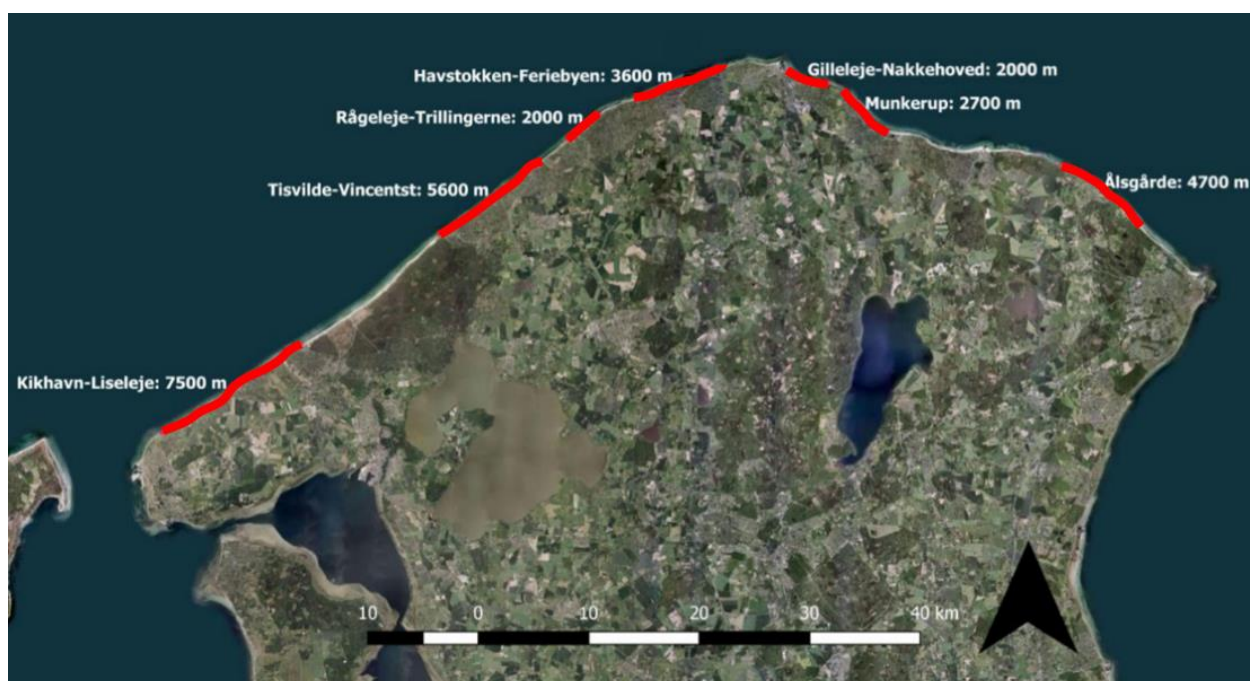 Havstokken-Feriebyen: 3600 m
Gilleleje-Nakkehoved: 2000 m
Munkerup: 2700 m
Rågeleje-Trillingerne: 2000 m
Tisvilde-Vincentst: 5600 m
Ålsgårde: 4700 m
Kikhavn-Liseleje: 7500 m
10 0 10 20 30 40 km